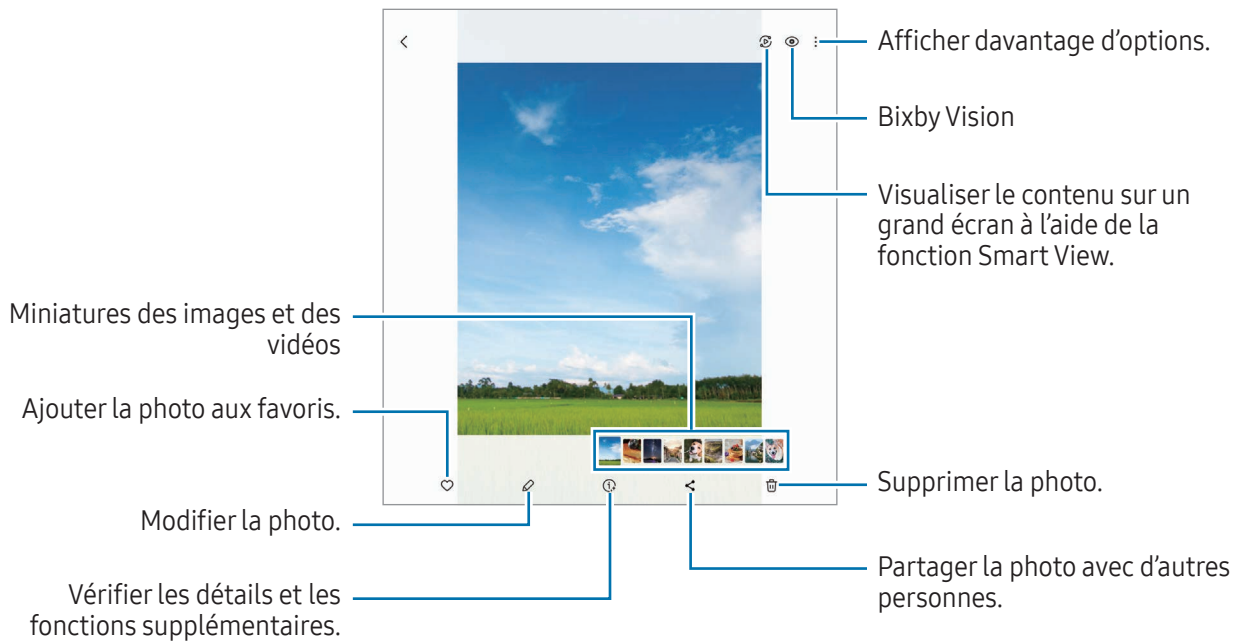 Afficher davantage d'options.
Bixby Vision
Visualiser le contenu sur un
grand écran à l'aide de la
fonction Smart View.
Miniatures des images et des
vidéos
Ajouter la photo aux favoris.
Modifier la photo.
Vérifier les détails et les
fonctions supplémentaires.
Supprimer la photo.
Partager la photo avec d'autres
personnes.